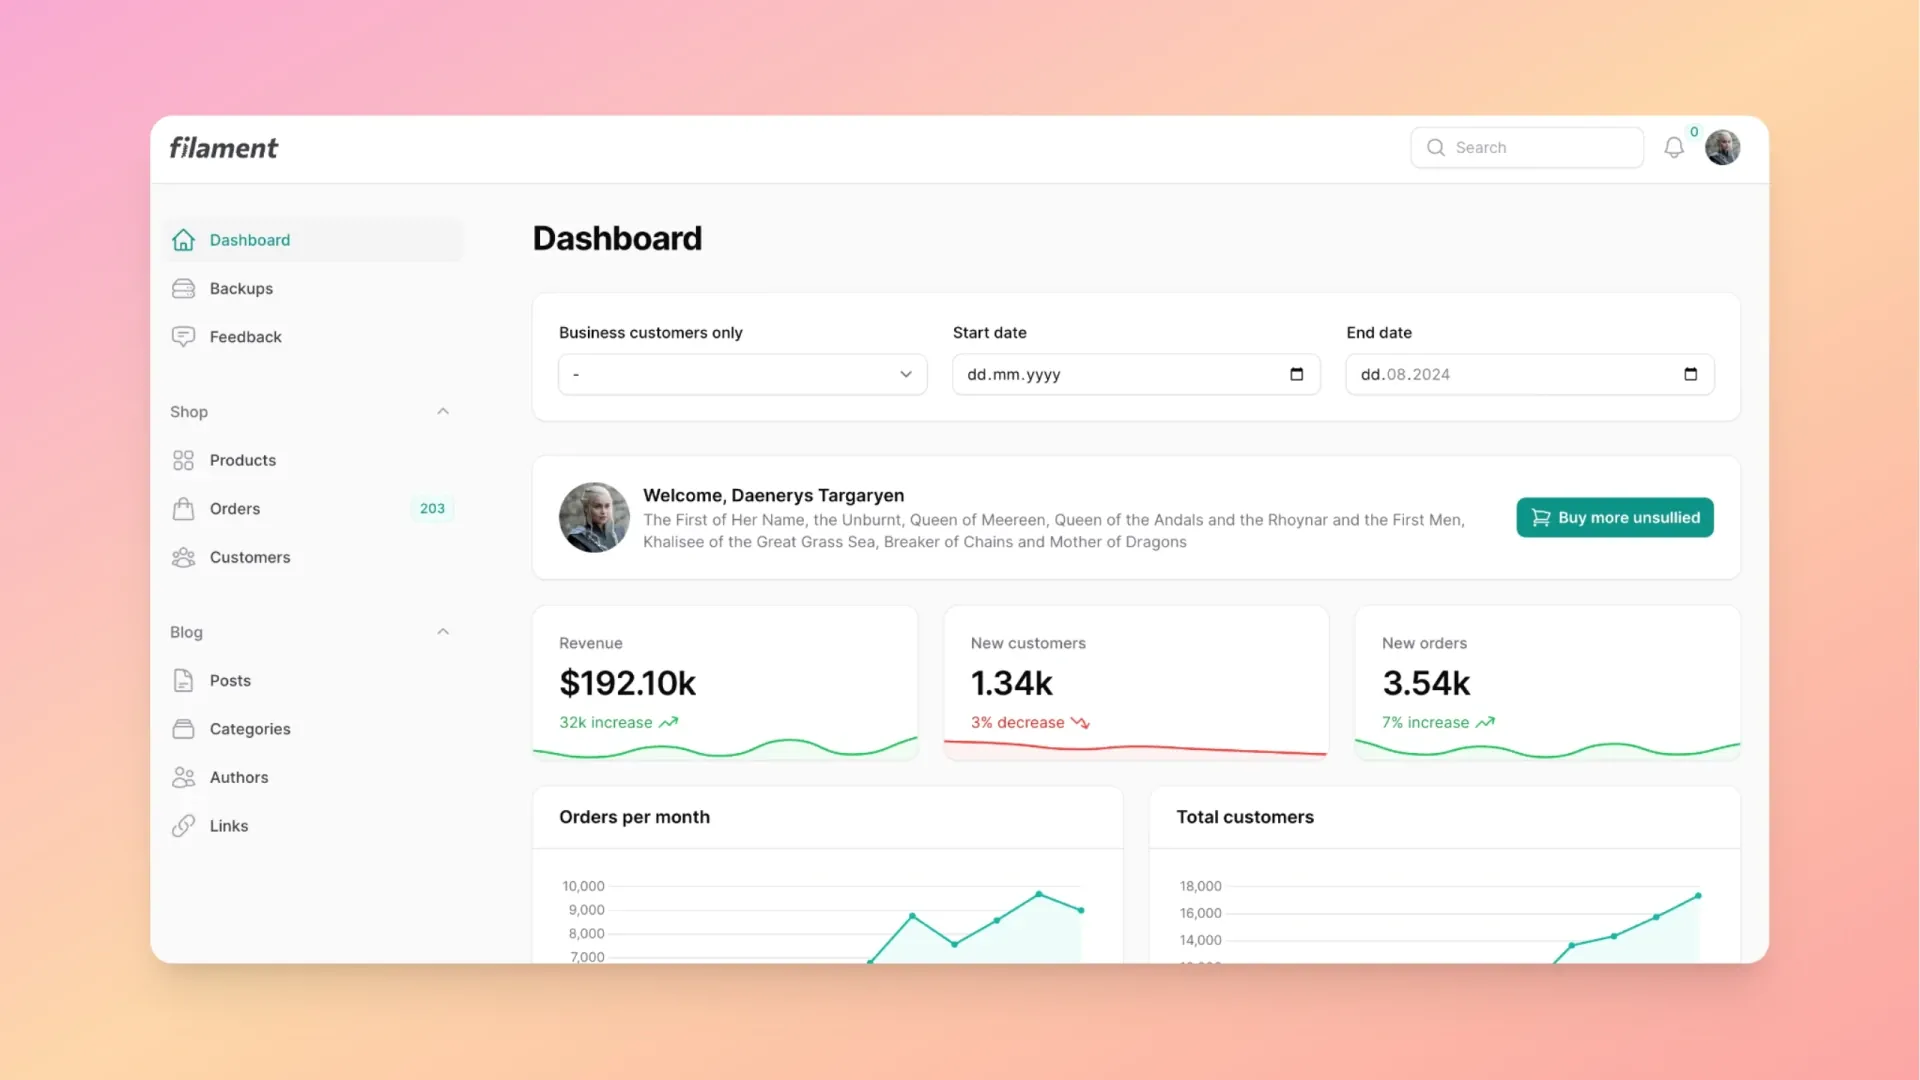 filament
Search
0
Dashboard
Backups
Feedback
Shop
Products
Orders
203
Customers
Blog
Posts
Categories
Authors
Links
Dashboard
Business customers only
-
Start date
dd.mm.yyyy
End date
dd.08.2024
Welcome, Daenerys Targaryen
The First of Her Name, the Unburnt, Queen of Meereen, Queen of the Andals and the Rhoynar and the First Men,
Khalisee of the Great Grass Sea, Breaker of Chains and Mother of Dragons
Buy more unsullied
Revenue
$192.10k
32k increase
New customers
1.34k
3% decrease
New orders
3.54k
7% increase
Orders per month
10,000
9,000
8,000
7,000
Total customers
18,000
16,000
14,000